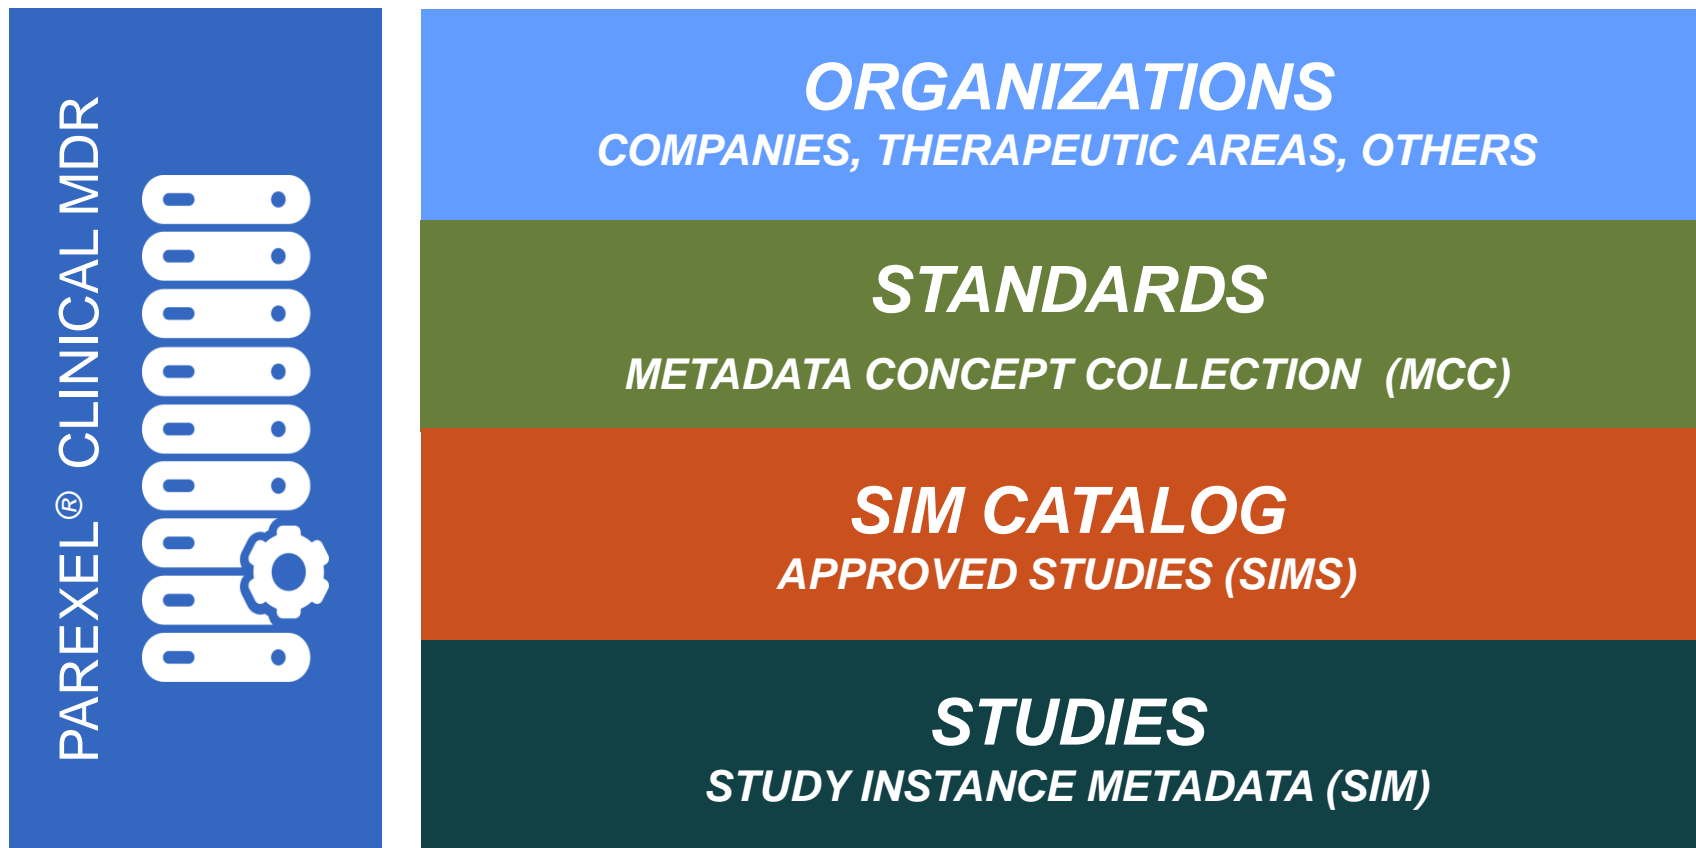 PAREXEL® CLINICAL MDR
ORGANIZATIONS
COMPANIES, THERAPEUTIC AREAS, OTHERS
STANDARDS
METADATA CONCEPT COLLECTION (MCC)
SIM CATALOG
APPROVED STUDIES (SIMS)
STUDIES
STUDY INSTANCE METADATA (SIM)